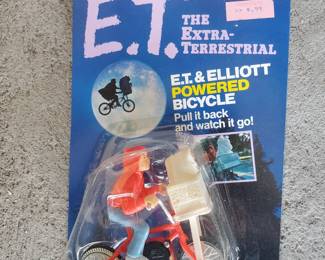 E.T.
THE
EXTRA-
TERRESTRIAL
E.T. & ELLIOTT
POWERED
BICYCLE
Pull it back
and watch it go!